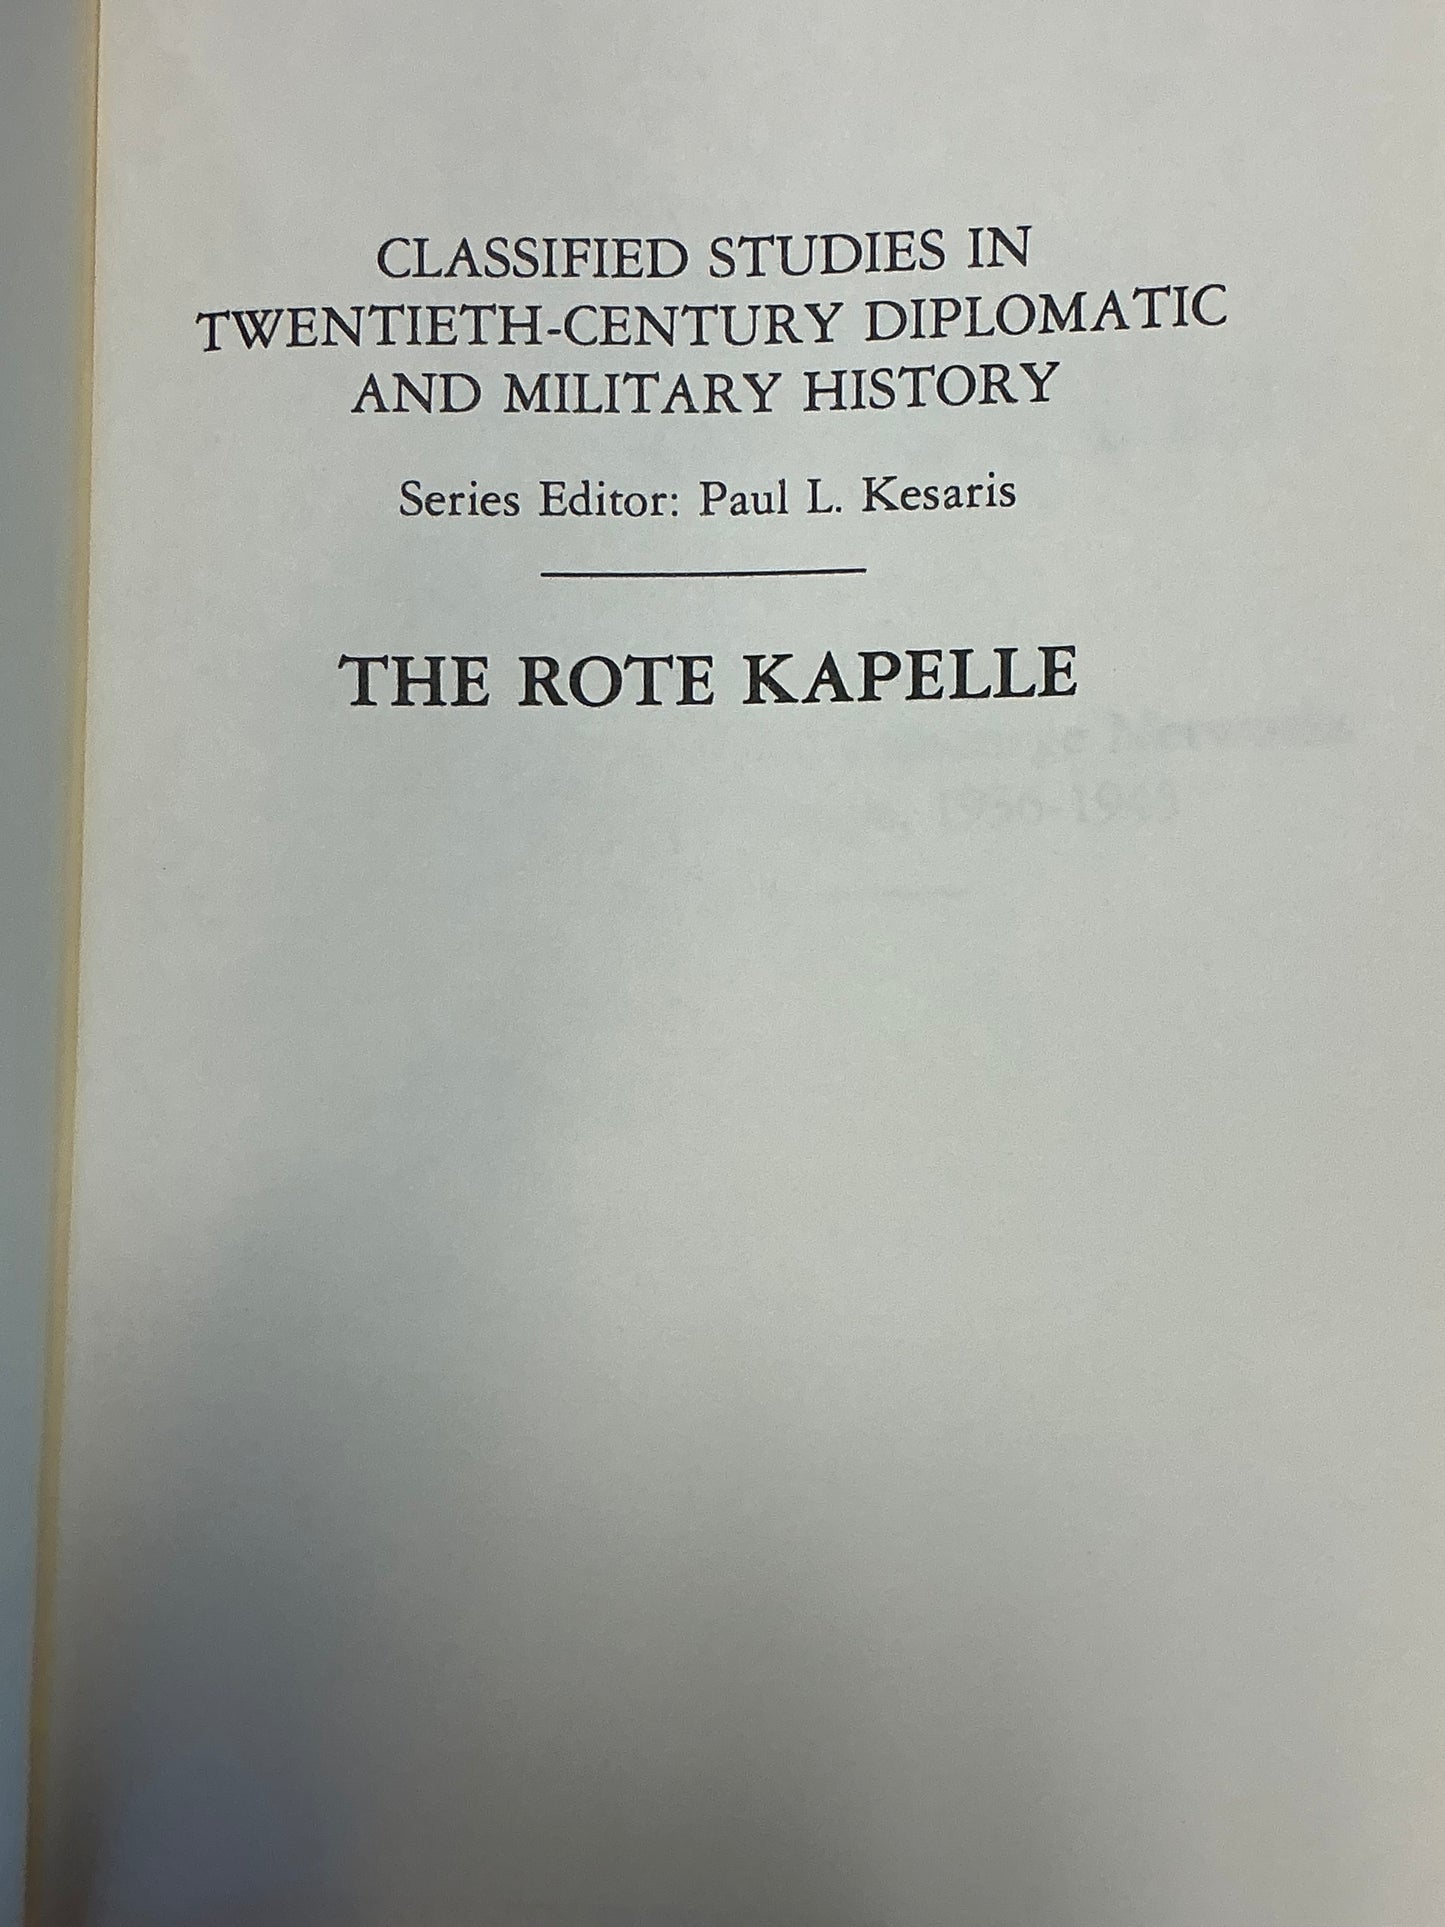 CLASSIFIED STUDIES IN
TWENTIETH-CENTURY DIPLOMATIC
AND MILITARY HISTORY
Series Editor: Paul L. Kesaris
THE ROTE KAPELLE